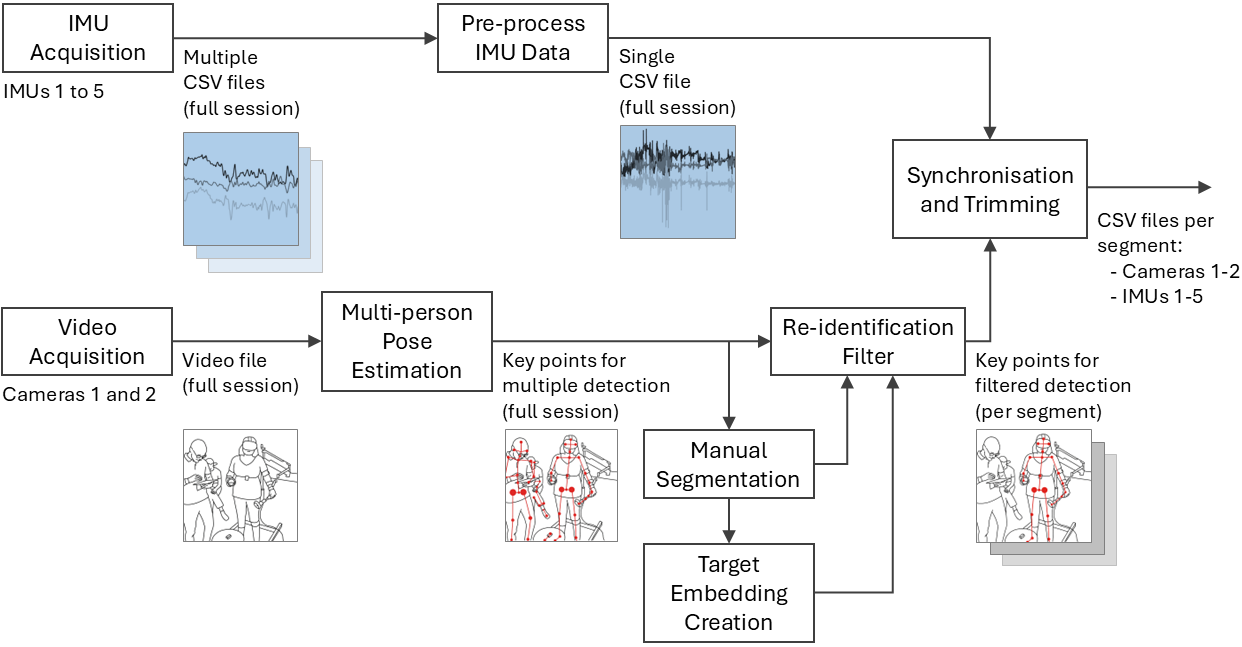 IMU
Acquisition
IMUs 1 to 5
Multiple
CSV files
(full session)
Pre-process
IMU Data
Single
CSV file
(full session)
Synchronisation
and Trimming
CSV files per
segment:
- Cameras 1-2
- IMUs 1-5
Video
Acquisition
Cameras 1 and 2
Video file
(full session)
Multi-person
Pose
Estimation
Key points for
multiple detection
(full session)
Re-identification
Filter
Key points for
filtered detection
(per segment)
Manual
Segmentation
Target
Embedding
Creation